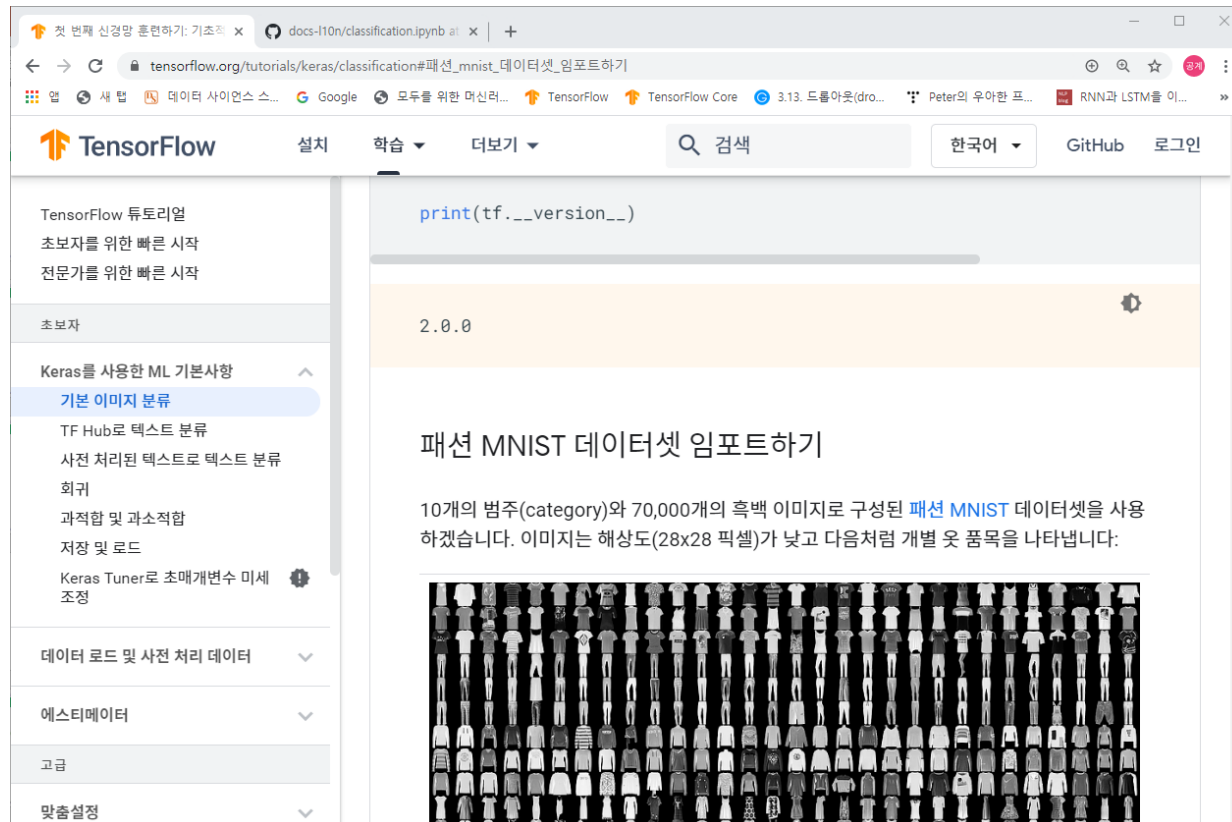 첫 번째 신경망 훈련하기: 기초적
docs-l10n/classification.ipynb at
tensorflow.org/tutorials/keras/classification#패션_mnist_데이터셋_임포트하기
공계
앱 새 탭 데이터 사이언스 스... Google 모두를 위한 머신러... TensorFlow TensorFlow Core 3.13. 드롭아웃(dro... Peter의 우아한 프... RNN과 LSTM을 이... »
TensorFlow 설치 학습 더보기 검색 한국어 GitHub 로그인
TensorFlow 튜토리얼
초보자를 위한 빠른 시작
전문가를 위한 빠른 시작
초보자
Keras를 사용한 ML 기본사항
기본 이미지 분류
TF Hub로 텍스트 분류
사전 처리된 텍스트로 텍스트 분류
회귀
과적합 및 과소적합
저장 및 로드
Keras Tuner로 초매개변수 미세
조정
데이터 로드 및 사전 처리 데이터
에스티메이터
고급
맞춤설정
print(tf.__version__)
2.0.0
패션 MNIST 데이터셋 임포트하기
10개의 범주(category)와 70,000개의 흑백 이미지로 구성된 패션 MNIST 데이터셋을 사용
하겠습니다. 이미지는 해상도(28x28 픽셀)가 낮고 다음처럼 개별 옷 품목을 나타냅니다: